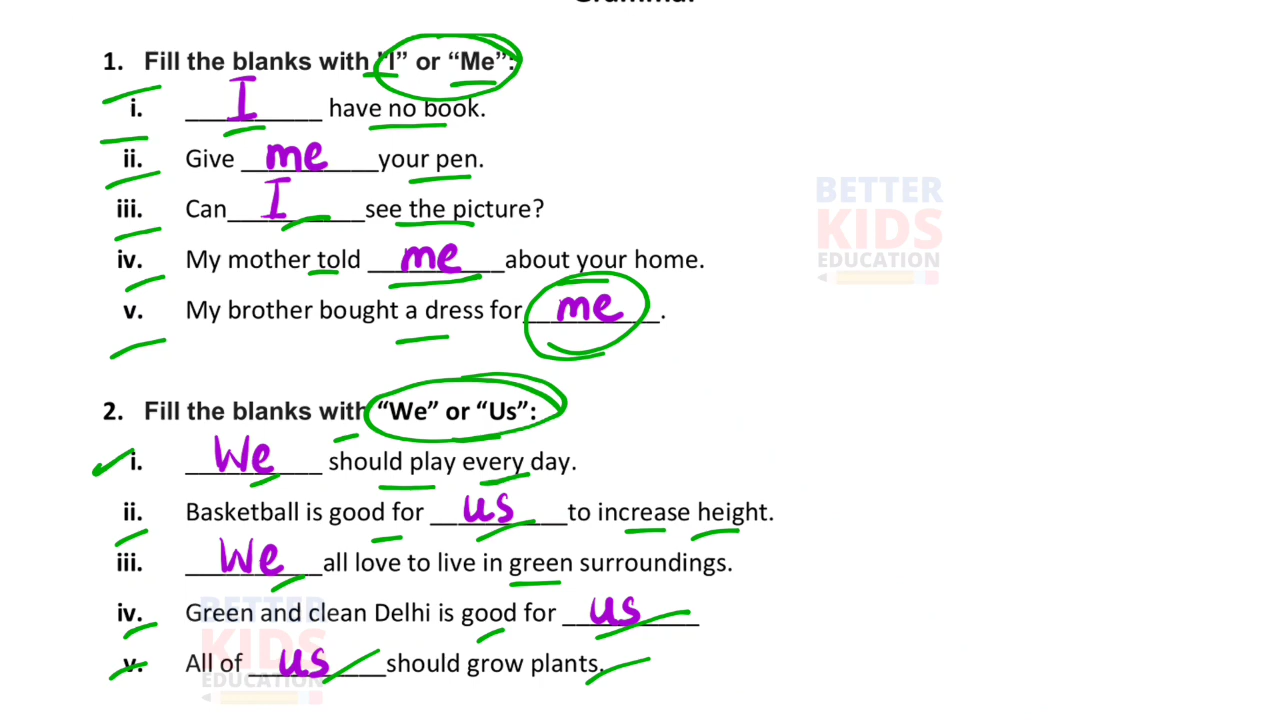 Grammar
1. Fill the blanks with "I" or “Me”:
i. I have no book.
ii. Give me your pen.
iii. Can I see the picture?
iv. My mother told me about your home.
v. My brother bought a dress for me.
BETTER
KIDS
EDUCATION
2. Fill the blanks with “We” or “Us”:
i. We should play every day.
ii. Basketball is good for us to increase height.
iii. We all love to live in green surroundings.
iv. Green and clean Delhi is good for us
v. All of us should grow plants.
BETTER
KIDS
EDUCATION